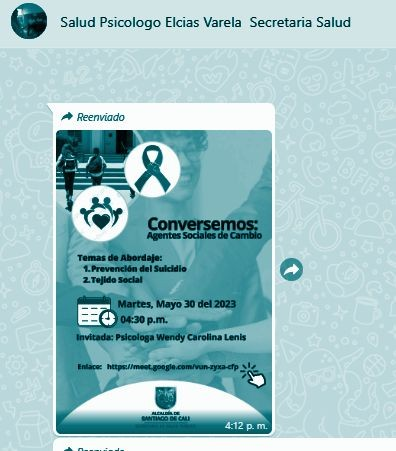 Salud Psicologo Elcias Varela Secretaria Salud
Reenviado
Conversemos:
Agentes Sociales de Cambio
Temas de Abordaje:
1.Prevención del Suicidio
2.Tejido Social
Martes, Mayo 30 del 2023
04:30 p.m.
Invitada: Psicologa Wendy Carolina Lenis
Enlace: https://meet.google.com/vun-zyxa-cfp
ALCALDÍA DE
SANTIAGO DE CALI
4:12 p. m.
Reenviado